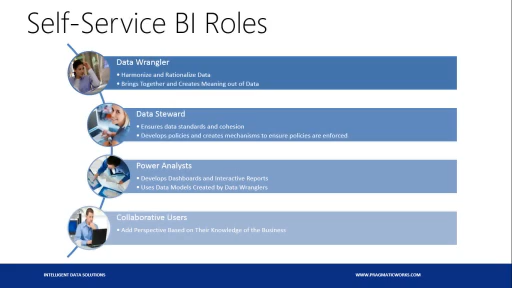 Self-Service BI Roles
Data Wrangler
• Harmonize and Rationalize Data
• Brings Together and Creates Meaning out of Data
Data Steward
• Ensures data standards and cohesion
• Develops policies and creates mechanisms to ensure policies are enforced
Power Analysts
• Develops Dashboards and Interactive Reports
• Uses Data Models Created by Data Wranglers
Collaborative Users
• Add Perspective Based on Their Knowledge of the Business
INTELLIGENT DATA SOLUTIONS
WWW.PRAGMATICWORKS.COM